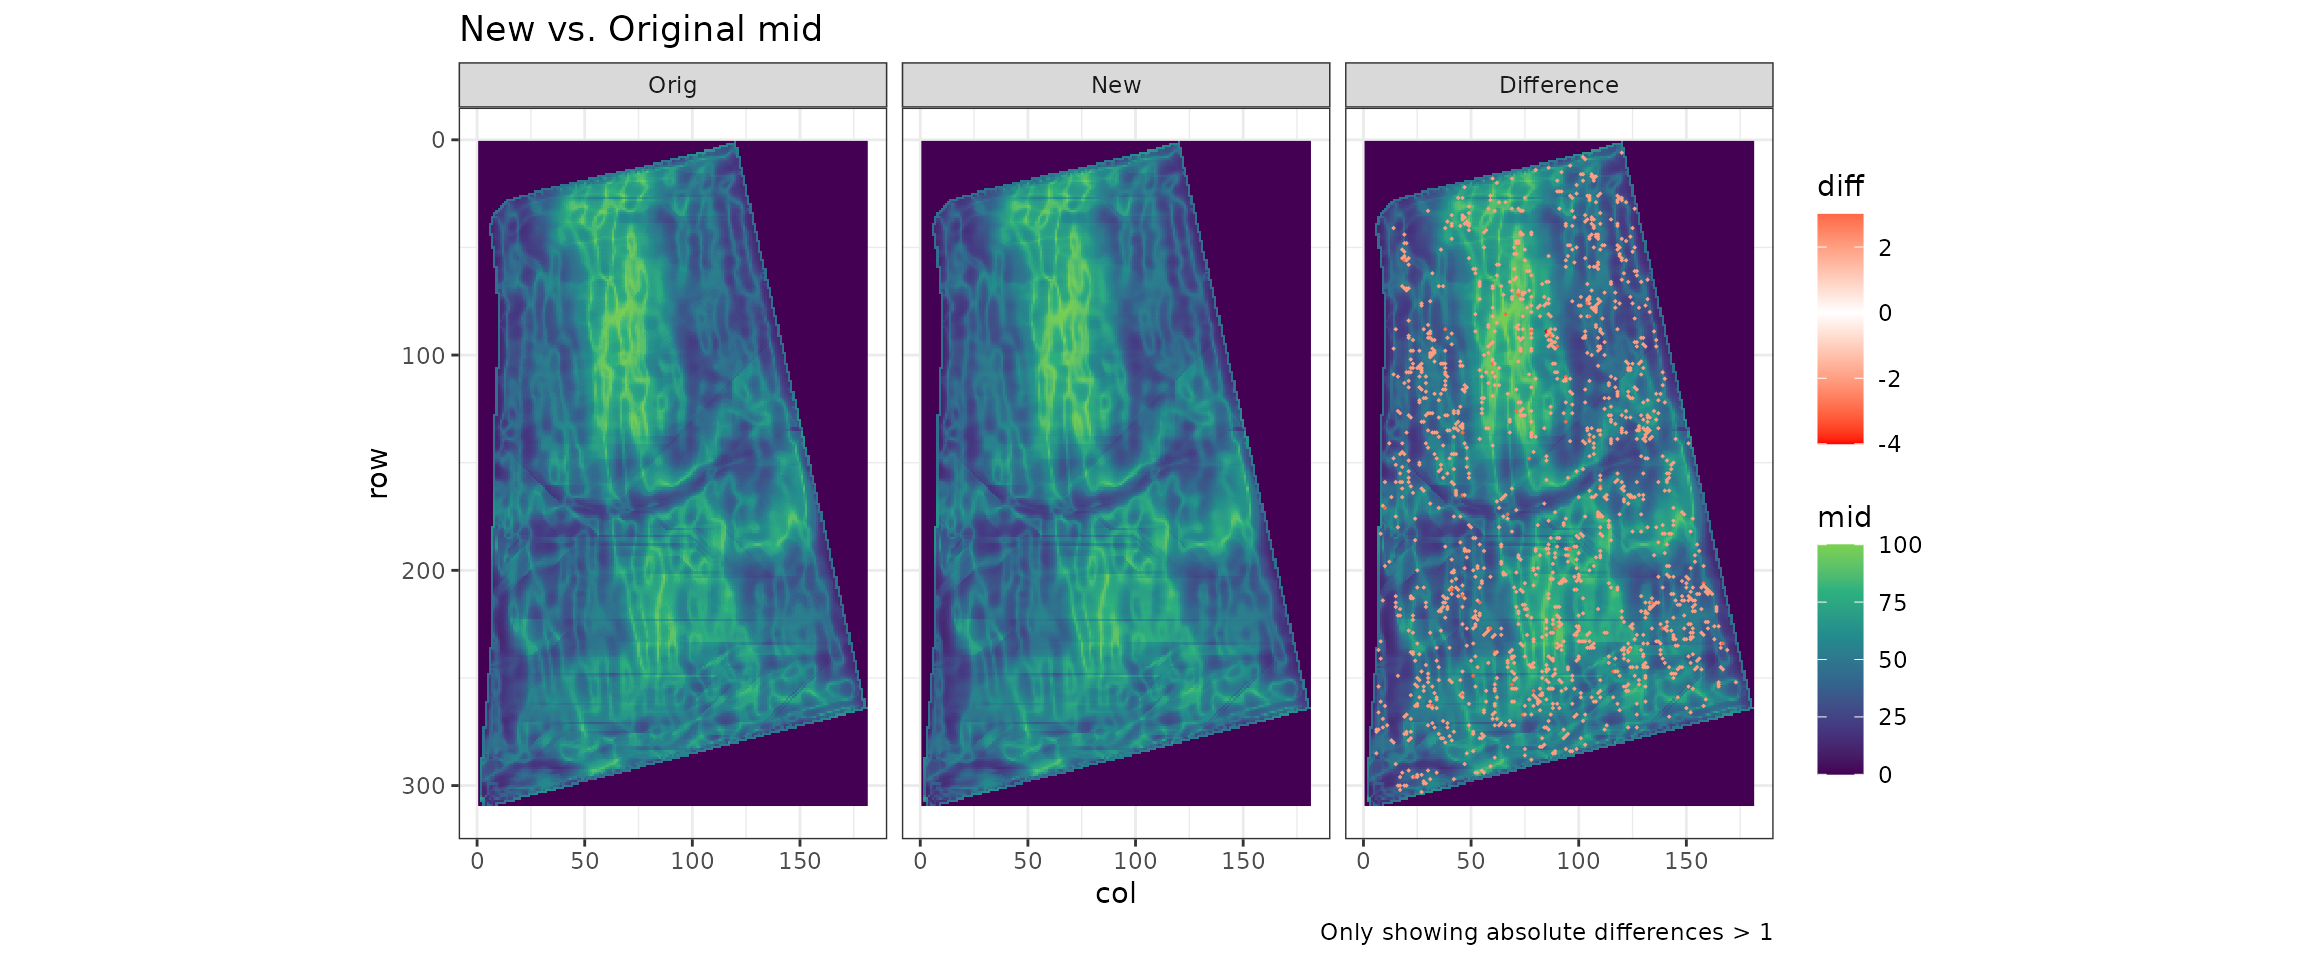 New vs. Original mid
Orig New Difference
0
100
200
300
row
0 50 100 150 0 50 100 150 0 50 100 150
col
Only showing absolute differences > 1
diff
2
0
-2
-4
mid
100
75
50
25
0